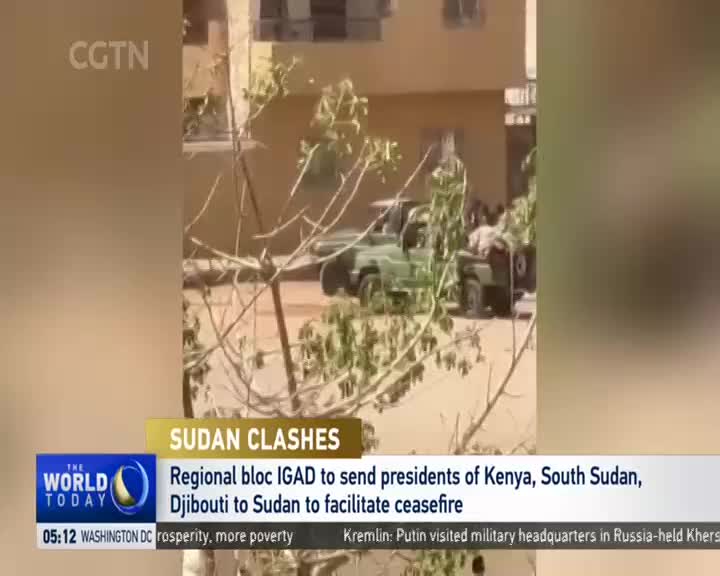 CGTN
SUDAN CLASHES
THE
WORLD
TODAY
Regional bloc IGAD to send presidents of Kenya, South Sudan,
Djibouti to Sudan to facilitate ceasefire
05:12 WASHINGTON DC
rosperity, more poverty Kremlin: Putin visited military headquarters in Russia-held Khers